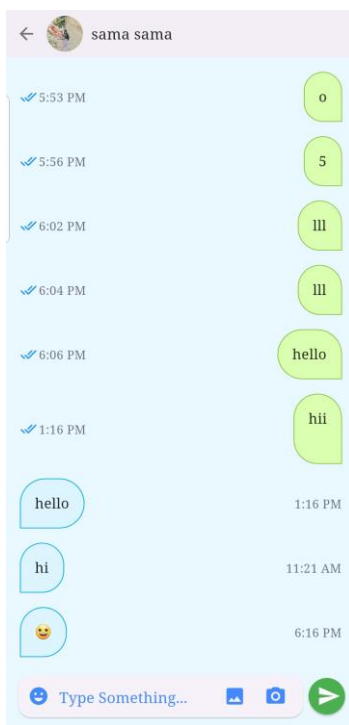 sama sama
5:53 PM
o
5:56 PM
5
6:02 PM
lll
6:04 PM
lll
6:06 PM
hello
1:16 PM
hii
hello
1:16 PM
hi
11:21 AM
6:16 PM
Type Something...